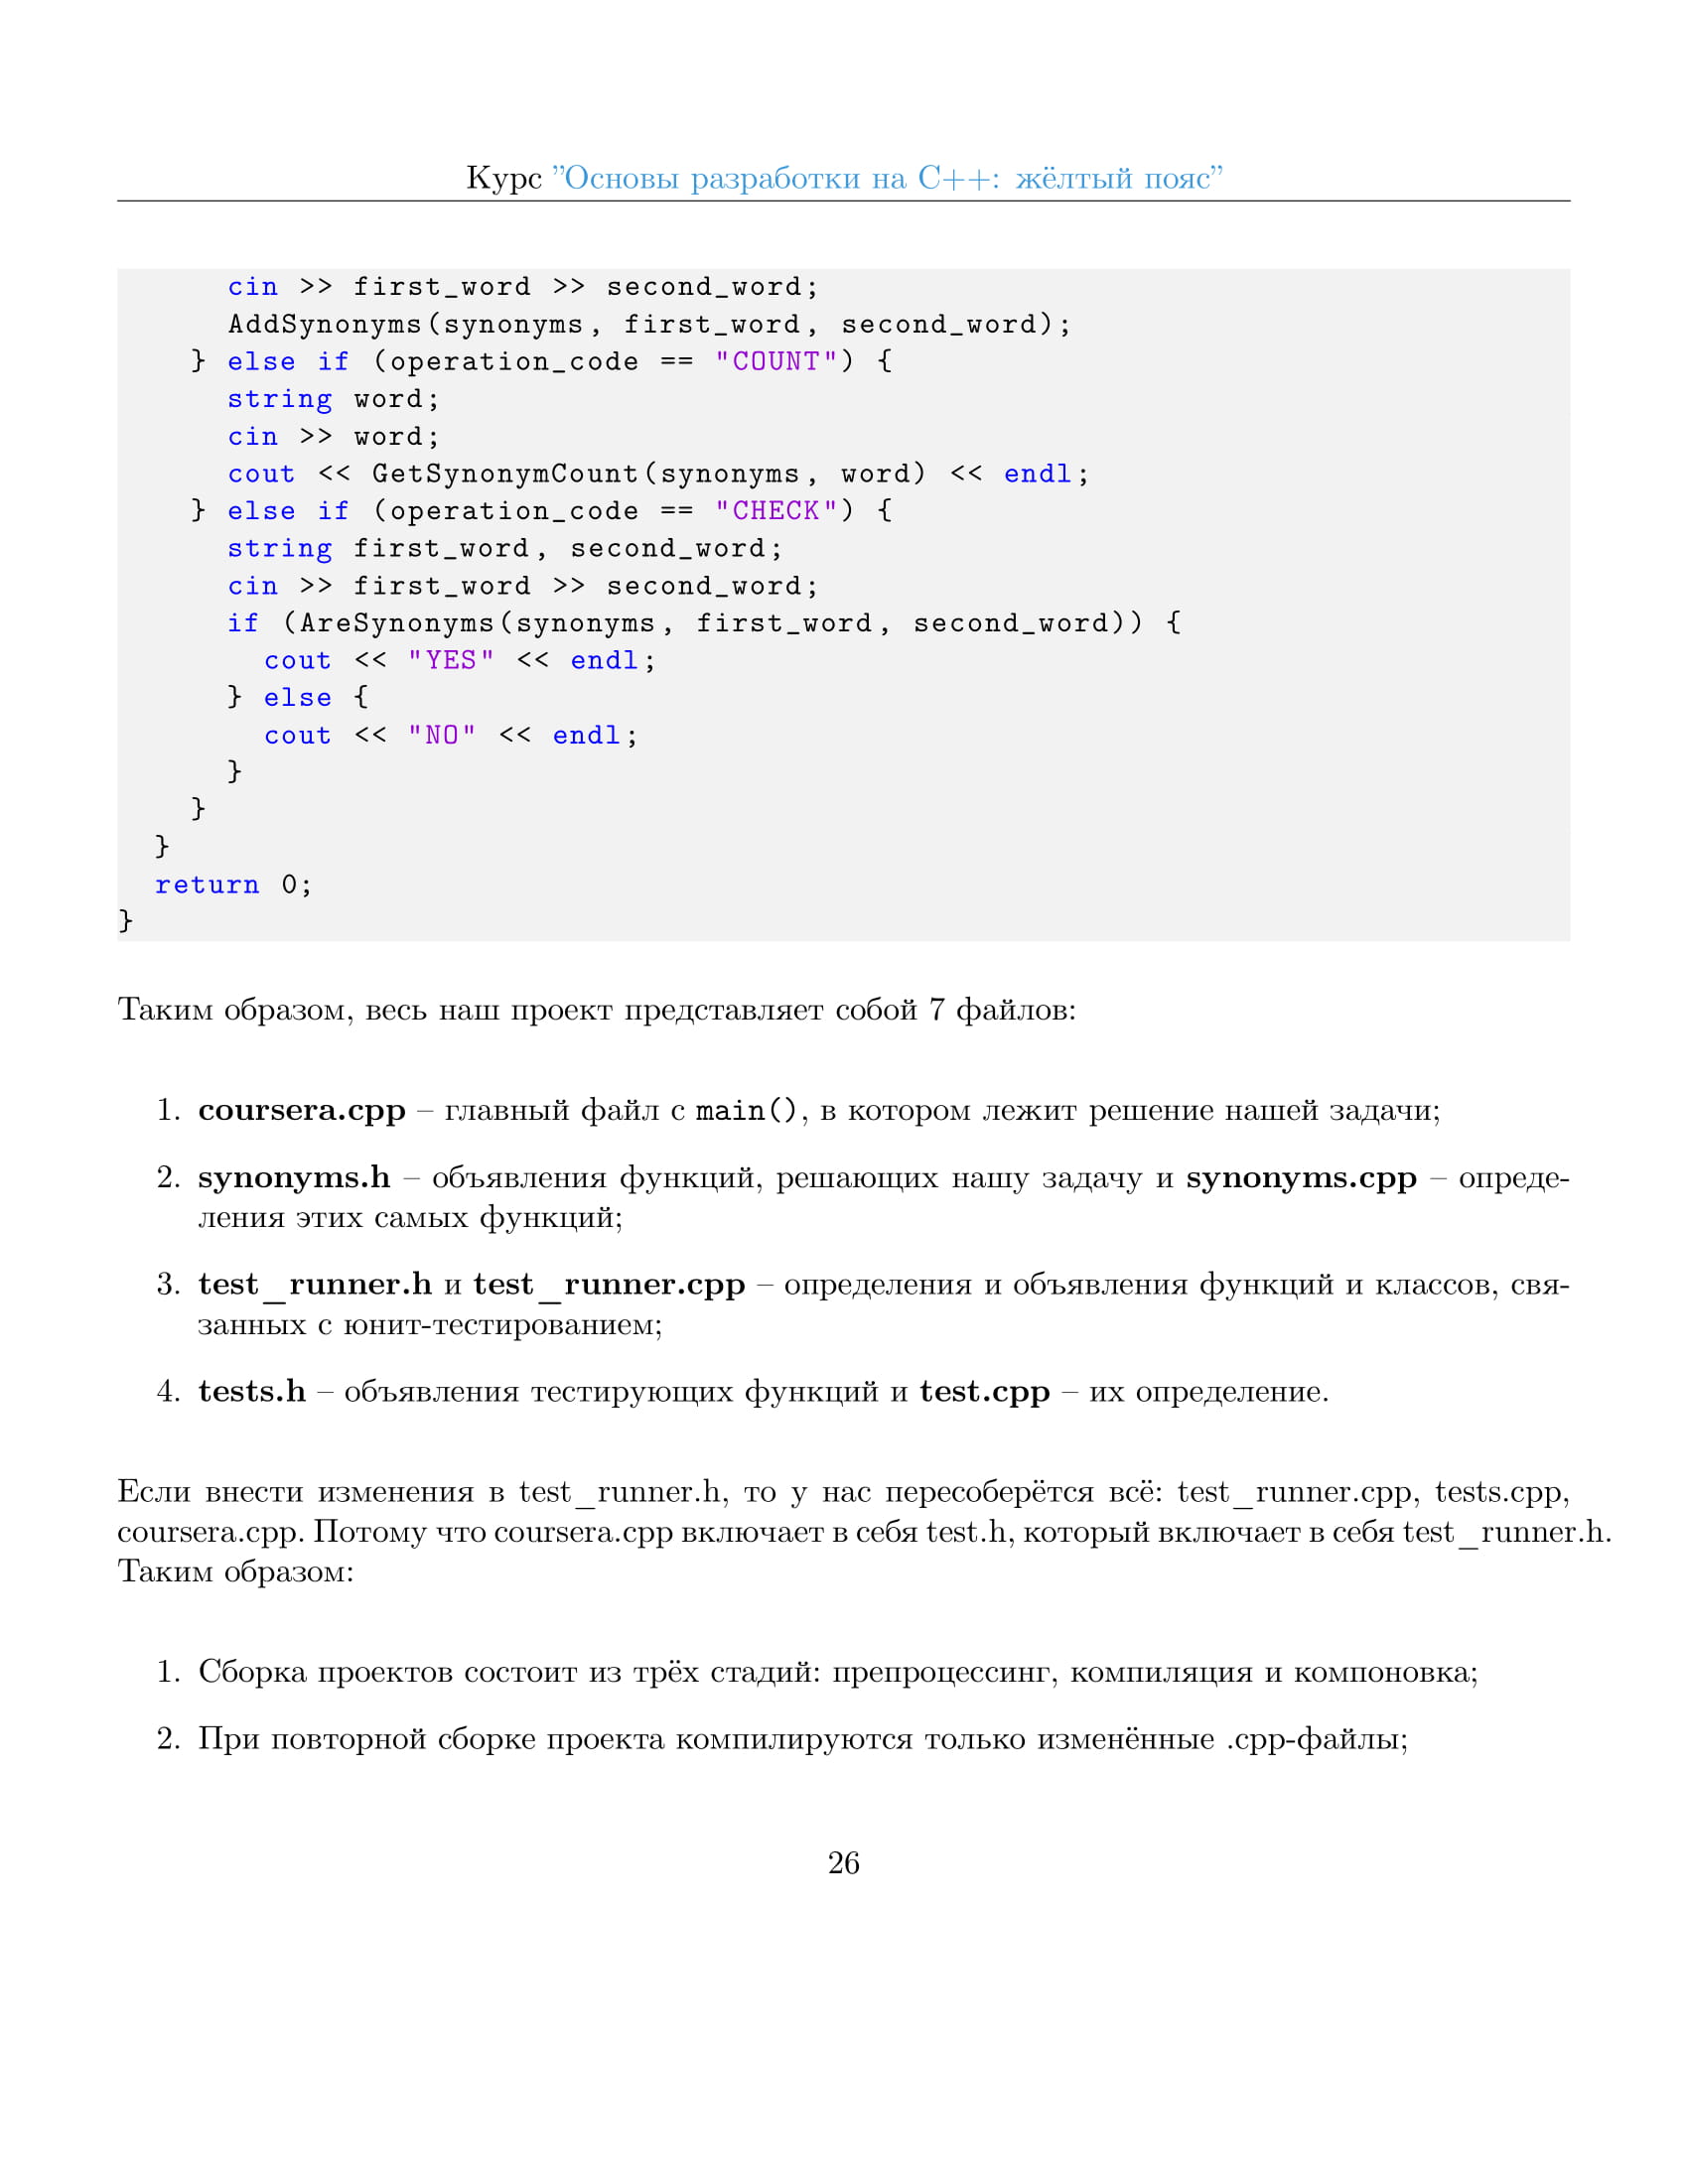 Курс ”Основы разработки на C++: жёлтый пояс”
      cin >> first_word >> second_word;
      AddSynonyms(synonyms, first_word, second_word);
    } else if (operation_code == "COUNT") {
      string word;
      cin >> word;
      cout << GetSynonymCount(synonyms, word) << endl;
    } else if (operation_code == "CHECK") {
      string first_word, second_word;
      cin >> first_word >> second_word;
      if (AreSynonyms(synonyms, first_word, second_word)) {
        cout << "YES" << endl;
      } else {
        cout << "NO" << endl;
      }
    }
  }
  return 0;
}
Таким образом, весь наш проект представляет собой 7 файлов:
1. coursera.cpp – главный файл с main(), в котором лежит решение нашей задачи;
2. synonyms.h – объявления функций, решающих нашу задачу и synonyms.cpp – опреде-
ления этих самых функций;
3. test_runner.h и test_runner.cpp – определения и объявления функций и классов, свя-
занных с юнит-тестированием;
4. tests.h – объявления тестирующих функций и test.cpp – их определение.
Если внести изменения в test_runner.h, то у нас пересоберётся всё: test_runner.cpp, tests.cpp,
coursera.cpp. Потому что coursera.cpp включает в себя test.h, который включает в себя test_runner.h.
Таким образом:
1. Сборка проектов состоит из трёх стадий: препроцессинг, компиляция и компоновка;
2. При повторной сборке проекта компилируются только изменённые .cpp-файлы;
26